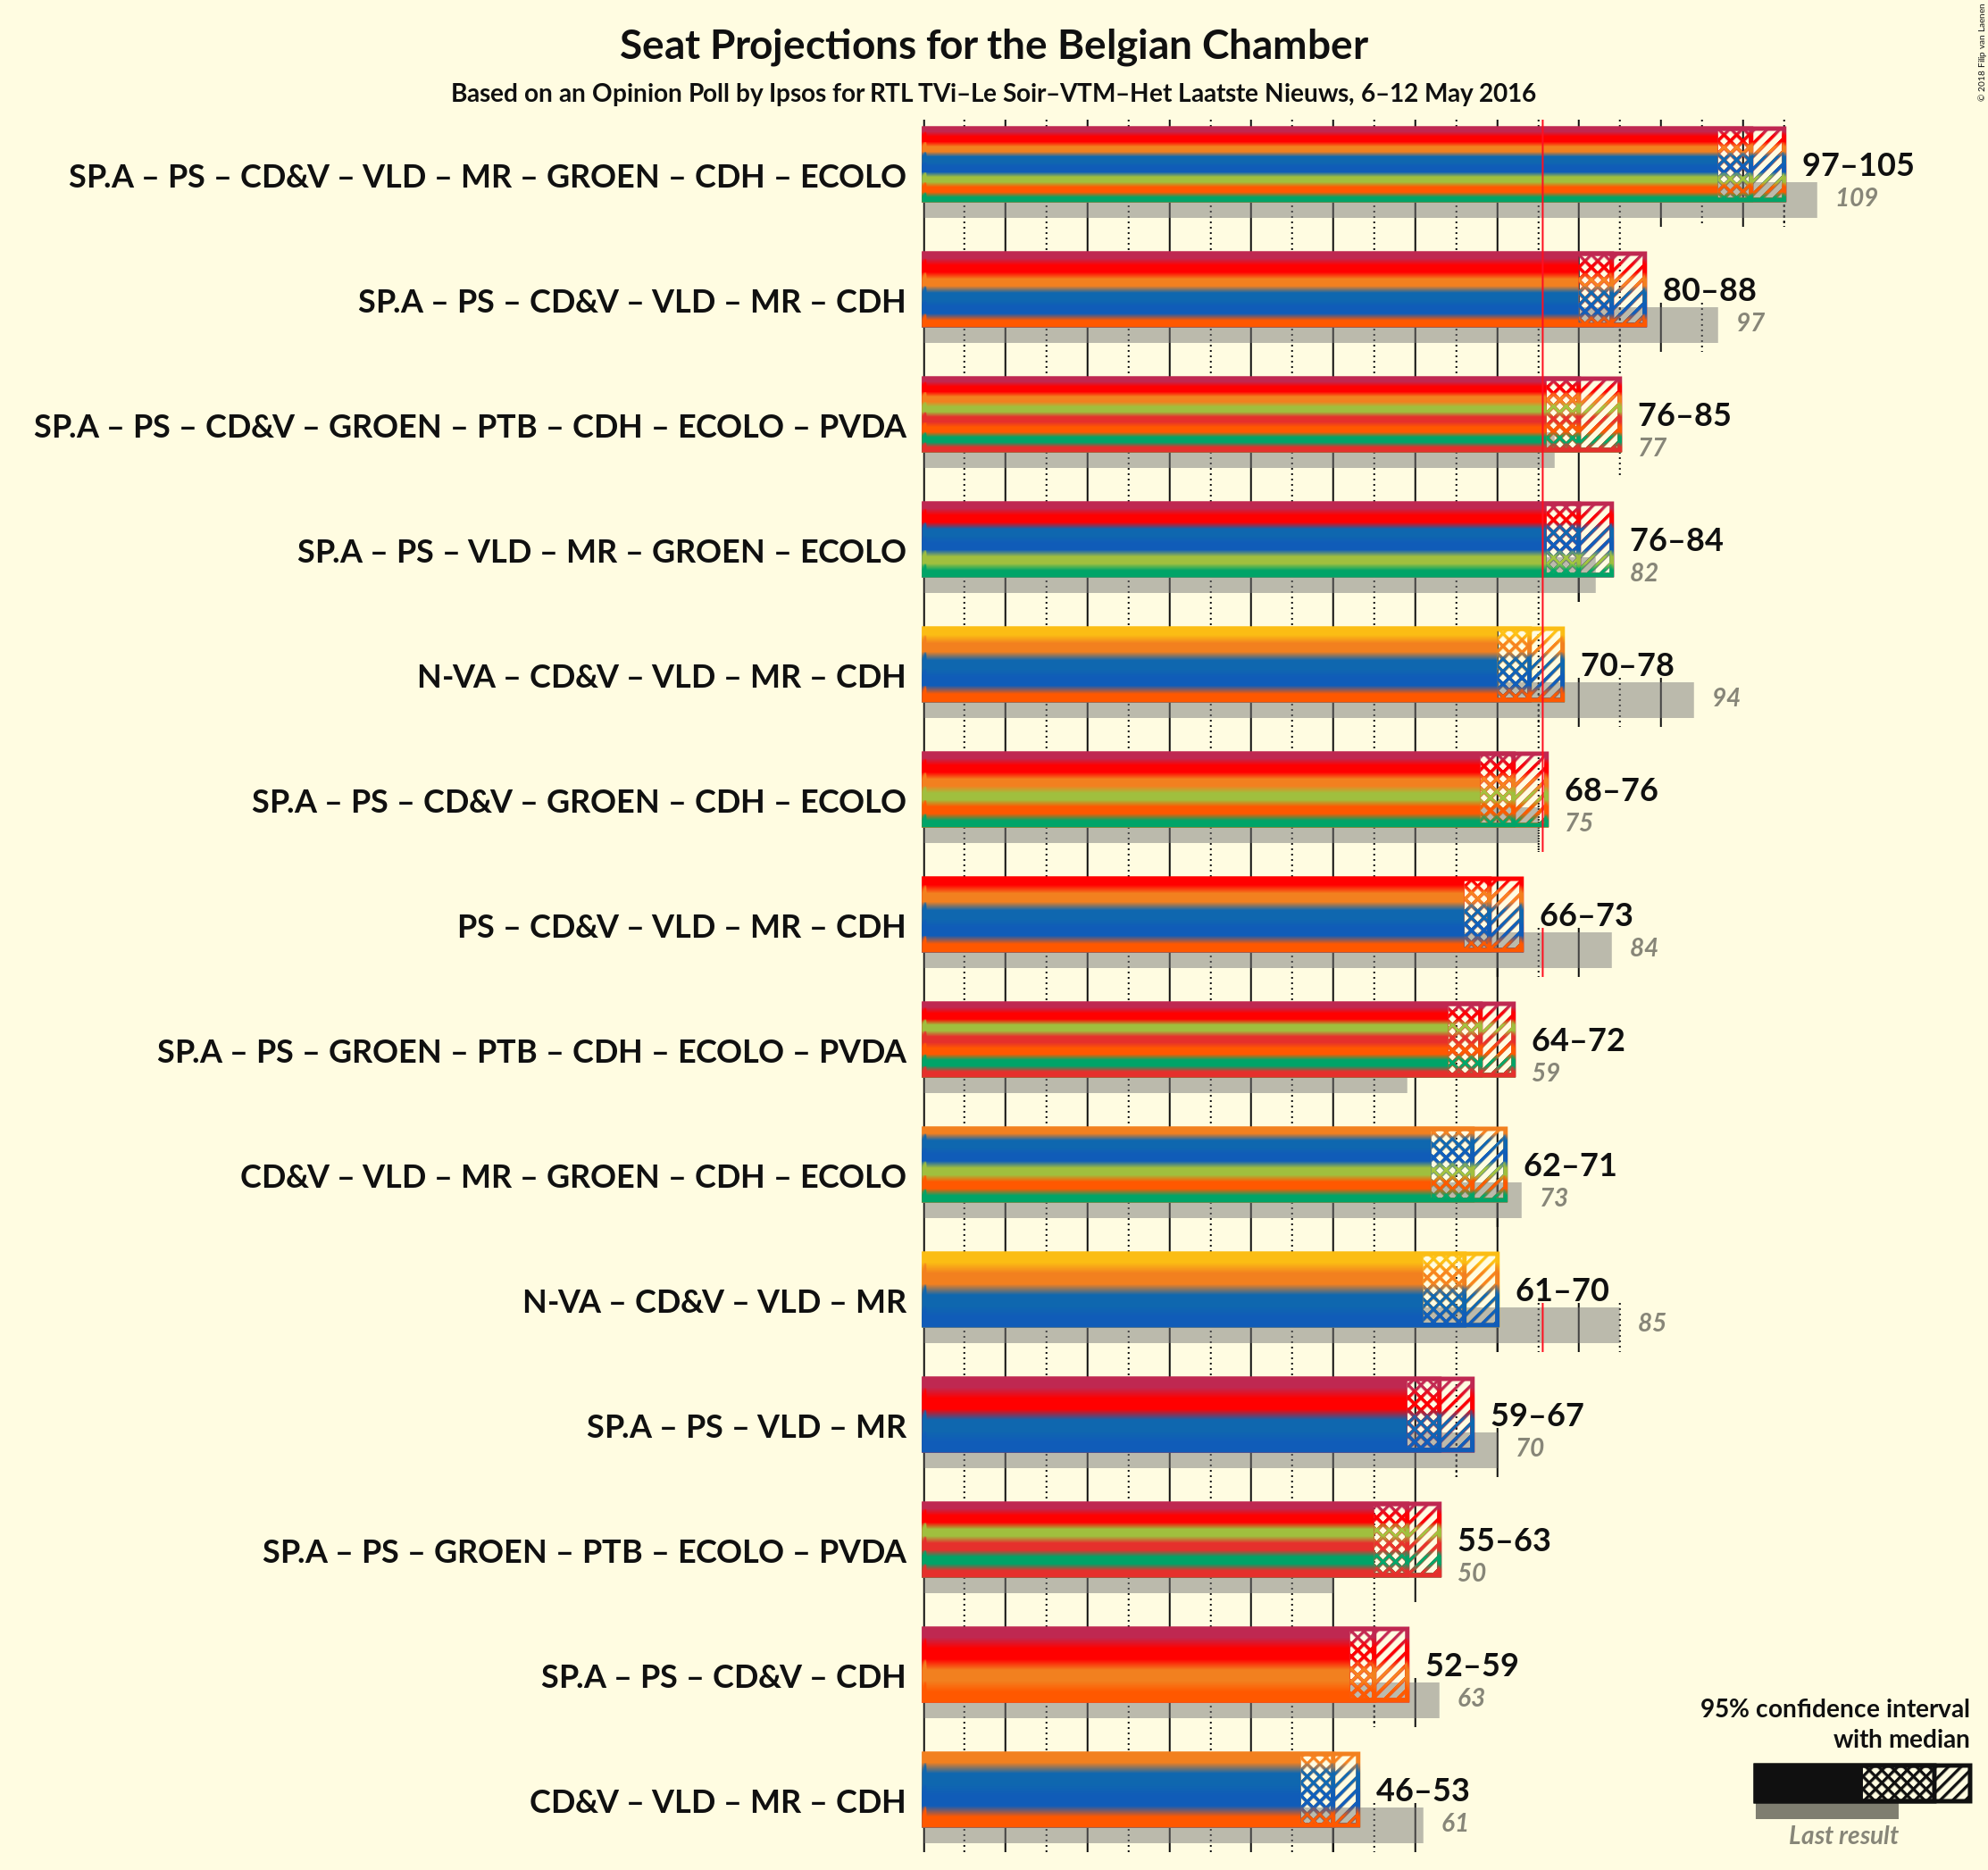 Seat Projections for the Belgian Chamber
Based on an Opinion Poll by Ipsos for RTL TVi–Le Soir–VTM–Het Laatste Nieuws, 6–12 May 2016
© 2018 Filip van Laenen
SP.A – PS – CD&V – VLD – MR – GROEN – CDH – ECOLO
97–105
109
SP.A – PS – CD&V – VLD – MR – CDH
80–88
97
SP.A – PS – CD&V – GROEN – PTB – CDH – ECOLO – PVDA
76–85
77
SP.A – PS – VLD – MR – GROEN – ECOLO
76–84
82
N-VA – CD&V – VLD – MR – CDH
70–78
94
SP.A – PS – CD&V – GROEN – CDH – ECOLO
68–76
75
PS – CD&V – VLD – MR – CDH
66–73
84
SP.A – PS – GROEN – PTB – CDH – ECOLO – PVDA
64–72
59
CD&V – VLD – MR – GROEN – CDH – ECOLO
62–71
73
N-VA – CD&V – VLD – MR
61–70
85
SP.A – PS – VLD – MR
59–67
70
SP.A – PS – GROEN – PTB – ECOLO – PVDA
55–63
50
SP.A – PS – CD&V – CDH
52–59
63
CD&V – VLD – MR – CDH
46–53
61
95% confidence interval
with median
Last result